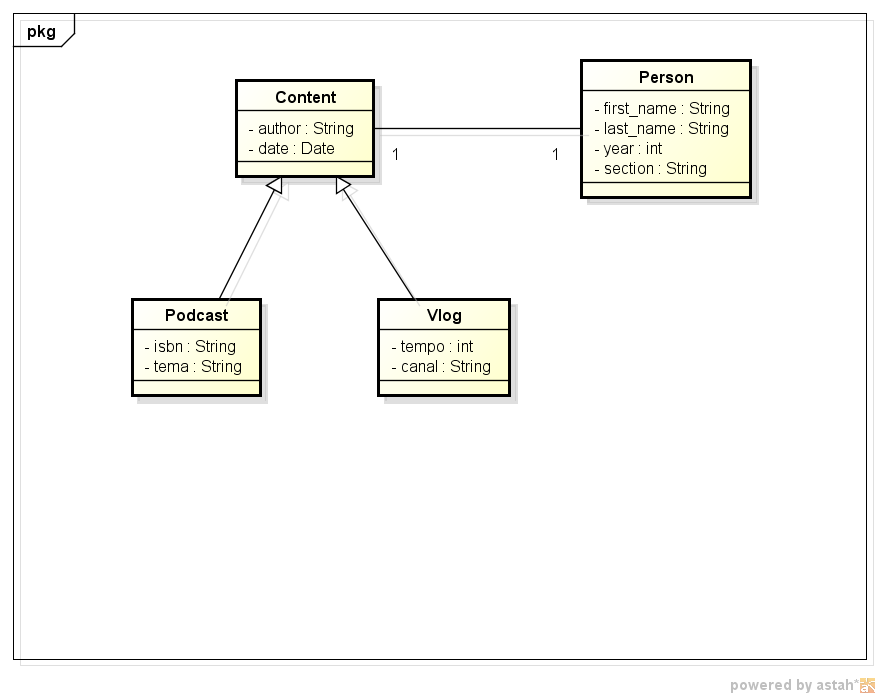 pkg
Content
- author : String
- date : Date
Person
- first_name : String
- last_name : String
- year : int
- section : String
1
1
Podcast
- isbn : String
- tema : String
Vlog
- tempo : int
- canal : String
powered by astah*